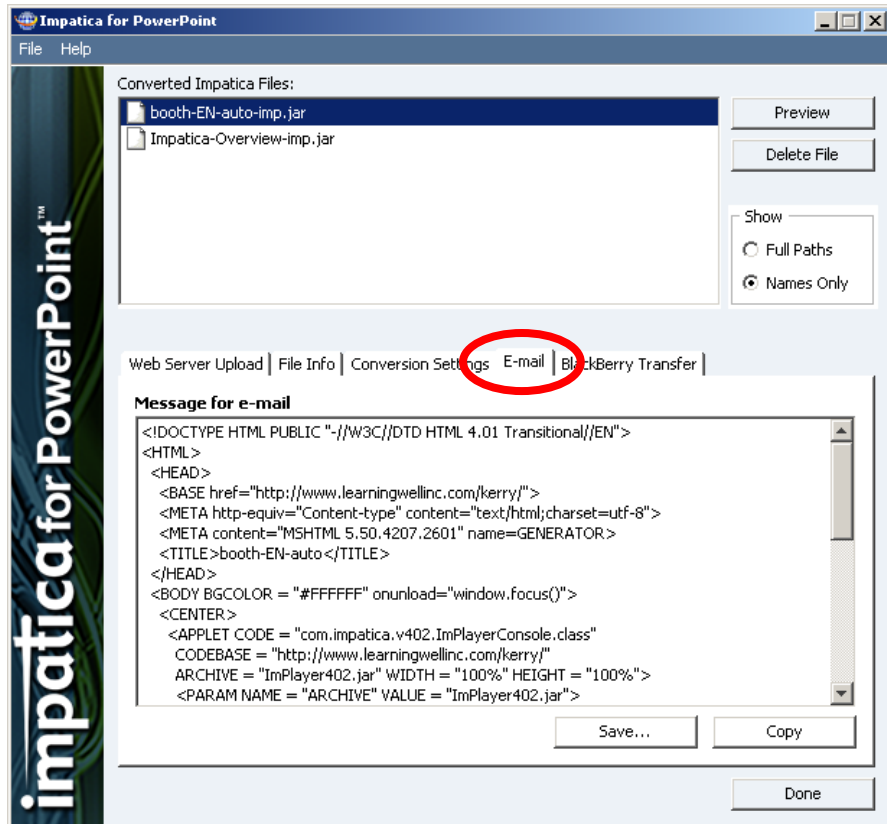 Impatica for PowerPoint
File Help
Converted Impatica Files:
booth-EN-auto-imp.jar
Impatica-Overview-imp.jar
Preview
Delete File
Show
Full Paths
Names Only
impatica for PowerPoint™
Web Server Upload File Info Conversion Settings E-mail BlackBerry Transfer
Message for e-mail
<!DOCTYPE HTML PUBLIC "-//W3C//DTD HTML 4.01 Transitional//EN">
<HTML>
<HEAD>
<BASE href="http://www.learningwellinc.com/kerry/">
<META http-equiv="Content-type" content="text/html;charset=utf-8">
<META content="MSHTML 5.50.4207.2601" name=GENERATOR>
<TITLE>booth-EN-auto</TITLE>
</HEAD>
<BODY BGCOLOR = "#FFFFFF" onunload="window.focus()">
<CENTER>
<APPLET CODE = "com.impatica.v402.ImPlayerConsole.class"
CODEBASE = "http://www.learningwellinc.com/kerry/"
ARCHIVE = "ImPlayer402.jar" WIDTH = "100%" HEIGHT = "100%">
<PARAM NAME = "ARCHIVE" VALUE = "ImPlayer402.jar">
Save... Copy
Done